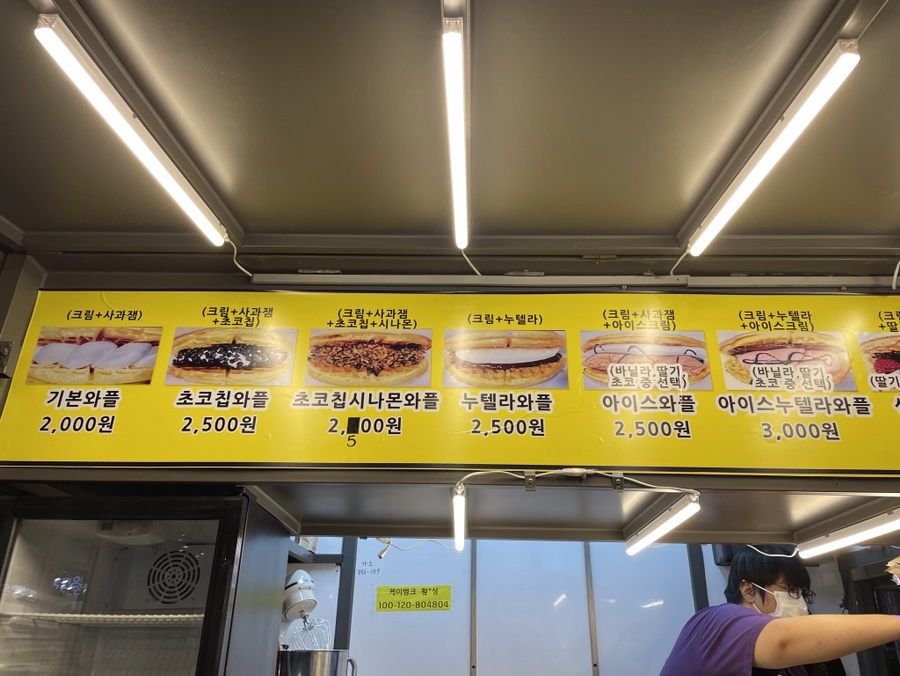 (크림+사과잼)
기본와플
2,000원
(크림+사과잼
+초코칩)
초코칩와플
2,500원
(크림+사과잼
+초코칩+시나몬)
초코칩시나몬와플
2,500원
(크림+누텔라)
누텔라와플
2,500원
(크림+사과잼
+아이스크림)
(바닐라,딸기,
초코 중 선택)
아이스와플
2,500원
(크림+누텔라
+아이스크림)
(바닐라,딸기,
초코 중 선택)
아이스누텔라와플
3,000원
(크
+딸
(딸기
케이뱅크 황*성
100-120-804804